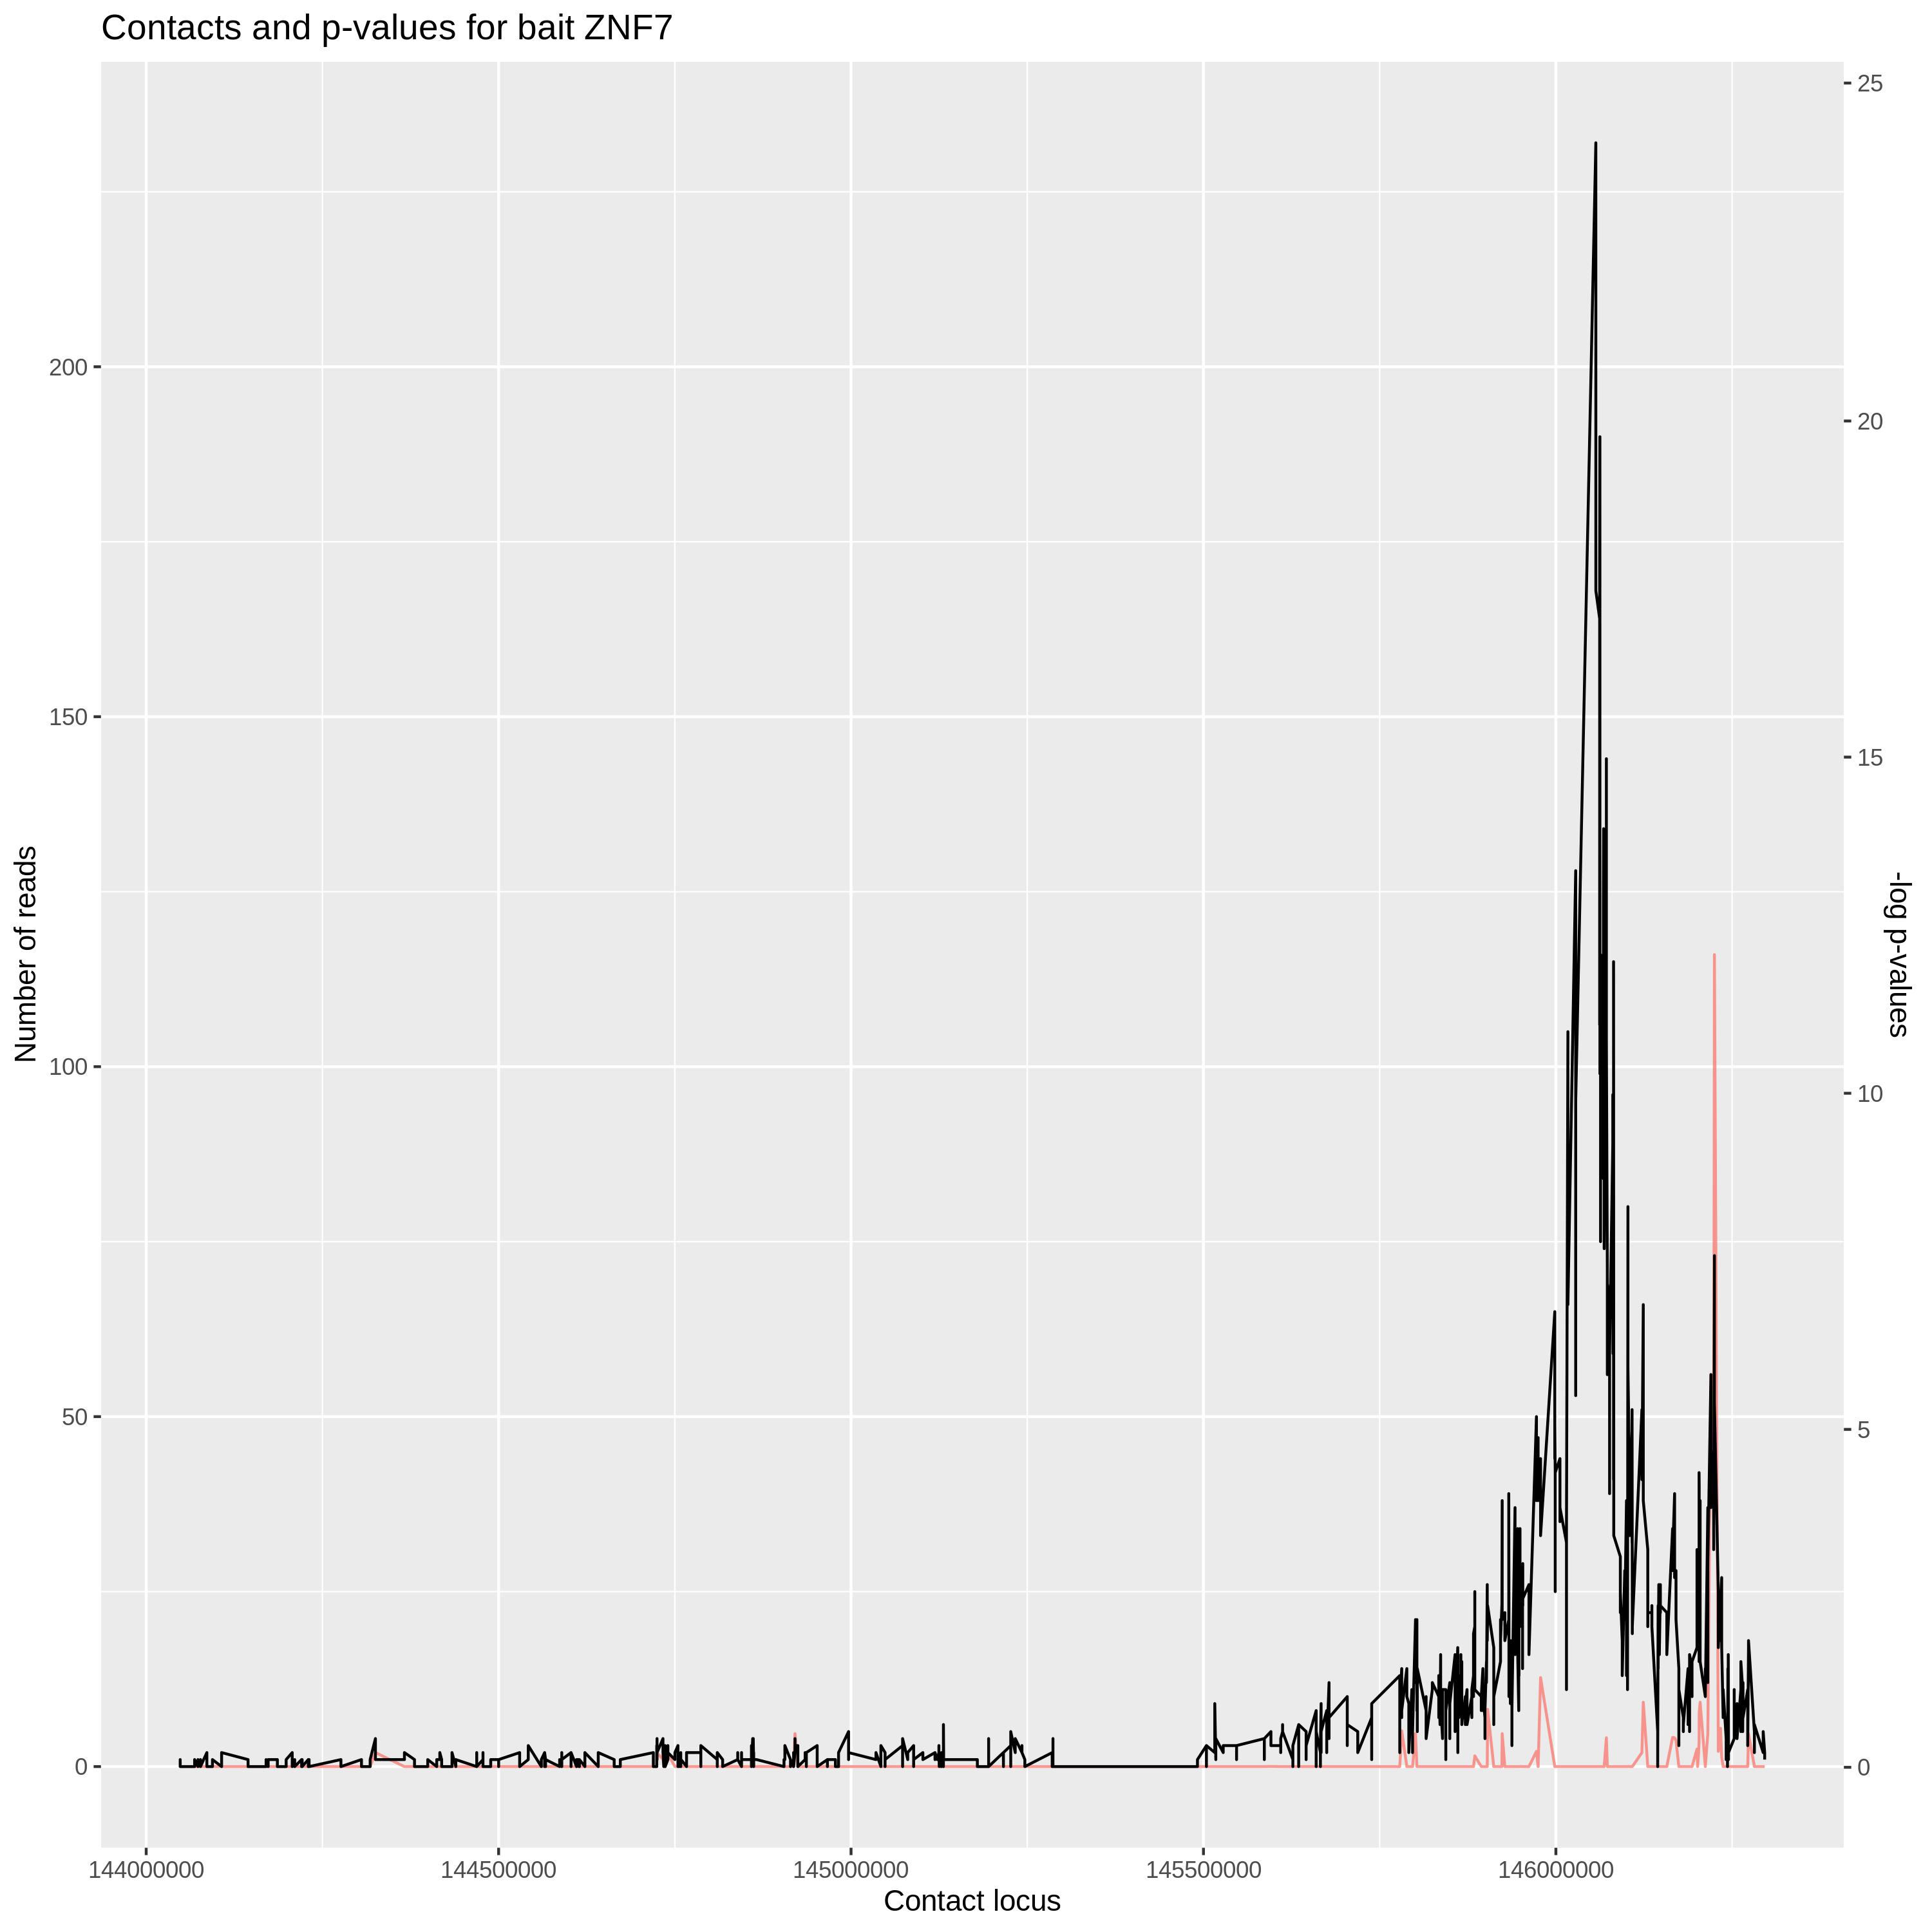 Contacts and p-values for bait ZNF7
Number of reads
200
150
100
50
0
25
20
15
10
5
0
-log p-values
144000000 144500000 145000000 145500000 146000000
Contact locus